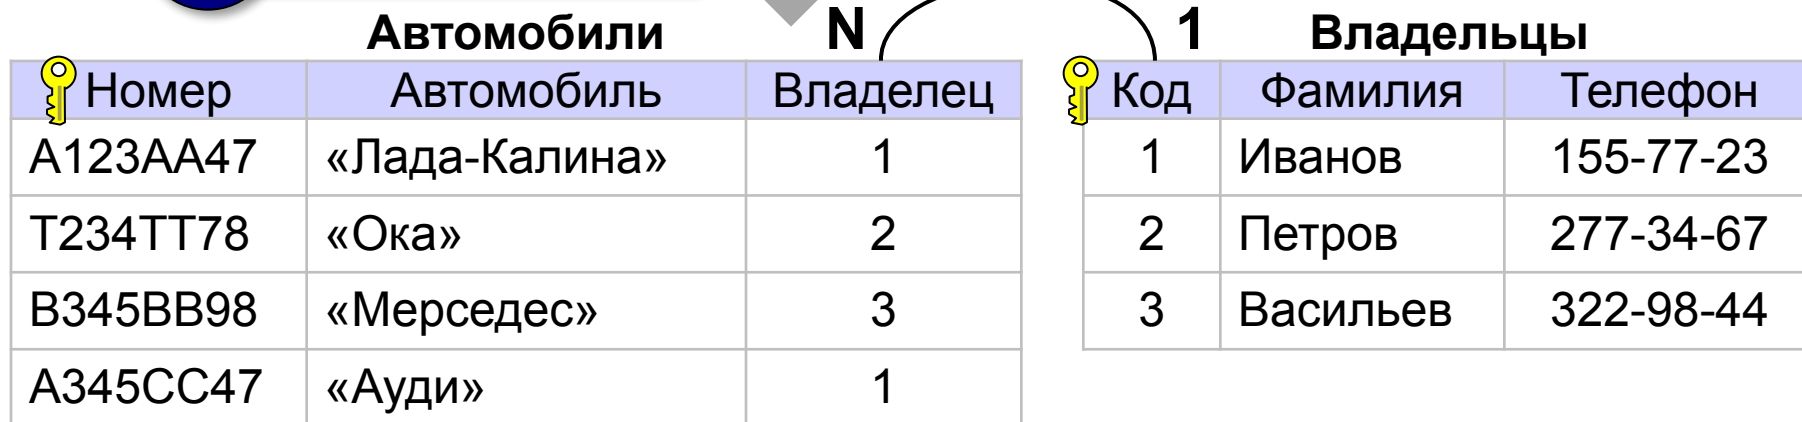 Автомобили N 1 Владельцы
Номер Автомобиль Владелец Код Фамилия Телефон
А123АА47 «Лада-Калина» 1 1 Иванов 155-77-23
Т234ТТ78 «Ока» 2 2 Петров 277-34-67
В345ВВ98 «Мерседес» 3 3 Васильев 322-98-44
А345СС47 «Ауди» 1